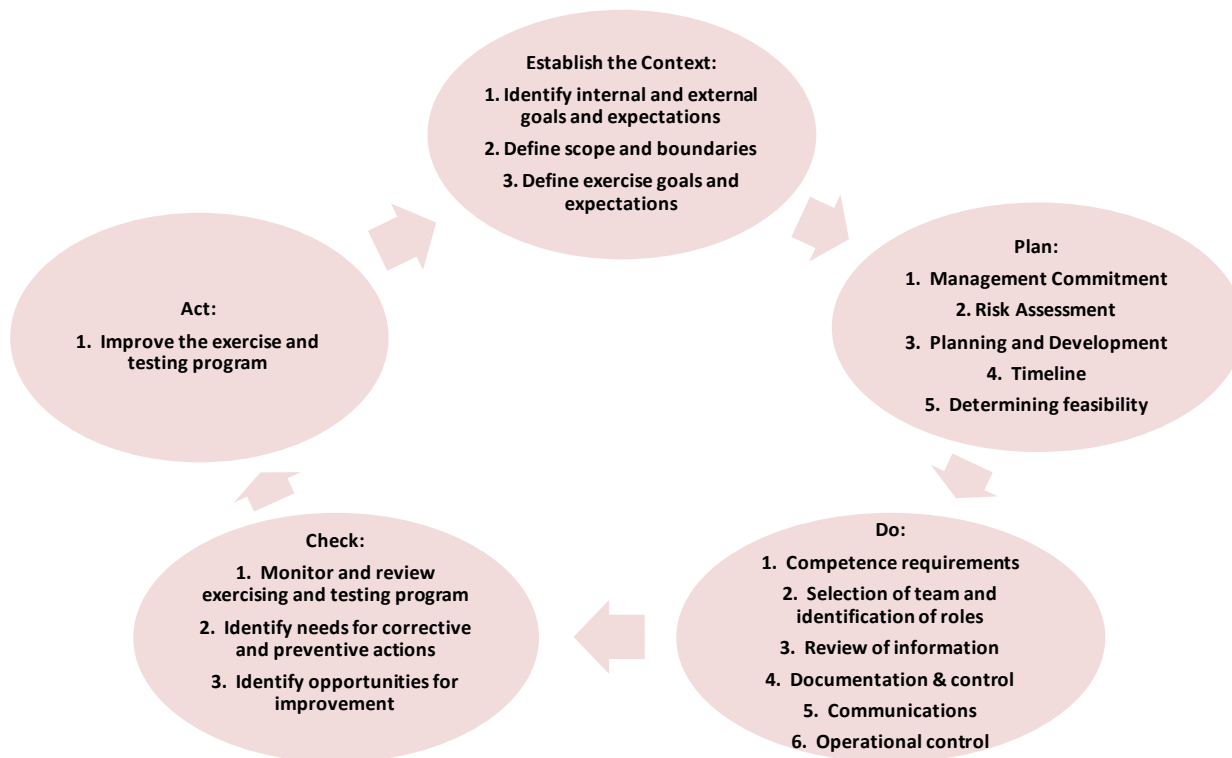 Establish the Context:
1. Identify internal and external
goals and expectations
2. Define scope and boundaries
3. Define exercise goals and
expectations
Plan:
1. Management Commitment
2. Risk Assessment
3. Planning and Development
4. Timeline
5. Determining feasibility
Do:
1. Competence requirements
2. Selection of team and
identification of roles
3. Review of information
4. Documentation & control
5. Communications
6. Operational control
Check:
1. Monitor and review
exercising and testing program
2. Identify needs for corrective
and preventive actions
3. Identify opportunities for
improvement
Act:
1. Improve the exercise and
testing program